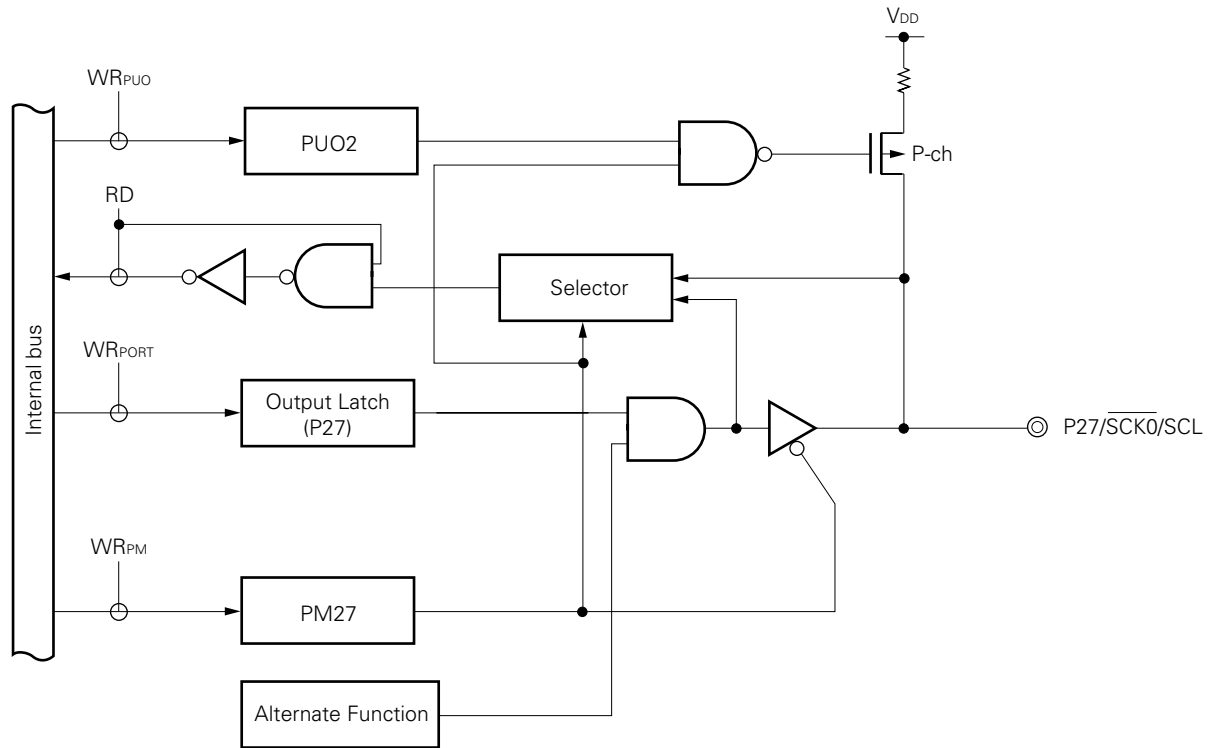 VDD
WRPUO
PUO2
P-ch
RD
Selector
Internal bus
WRPORT
Output Latch
(P27)
P27/SCK0/SCL
WRPM
PM27
Alternate Function